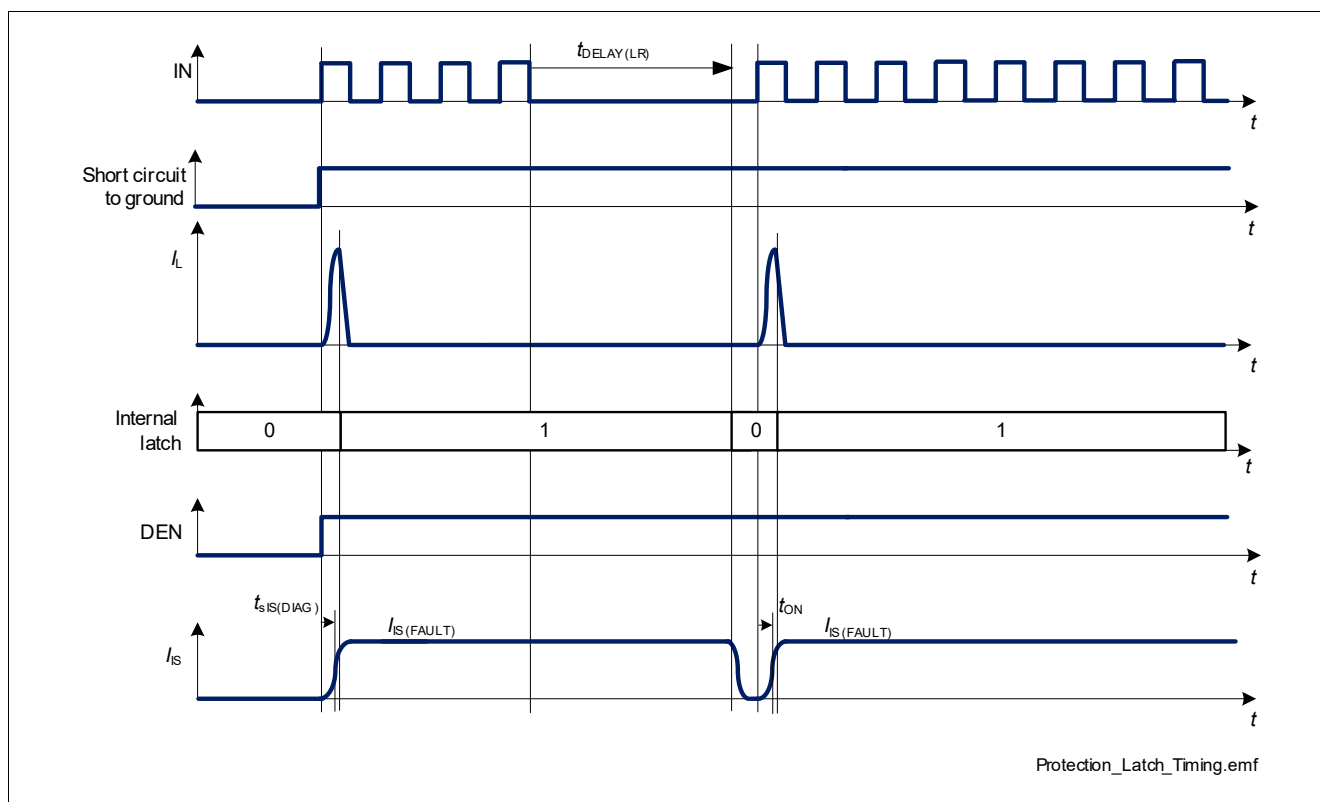 IN
tDELAY(LR)
t
Short circuit
to ground
t
IL
t
Internal
latch
0
1
0
1
t
DEN
t
tsIS(DIAG)
IIS(FAULT)
tON
IIS(FAULT)
IIS
t
Protection_Latch_Timing.emf